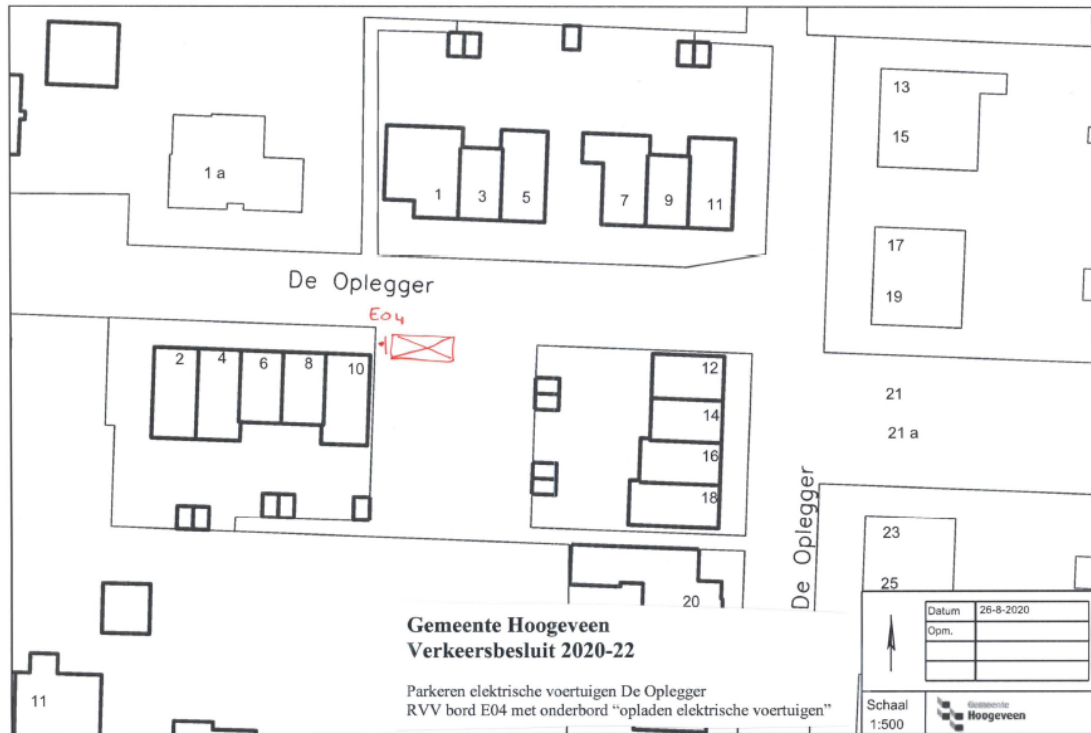 13
15
1 a
1
3
5
7
9
11
17
19
De Oplegger
E04
2
4
6
8
10
12
14
16
18
21
21 a
De Oplegger
23
25
20
11
Gemeente Hoogeveen
Verkeersbesluit 2020-22
Parkeren elektrische voertuigen De Oplegger
RVV bord E04 met onderbord “opladen elektrische voertuigen”
Datum 26-8-2020
Opm.
Schaal
1:500
Gemeente
Hoogeveen